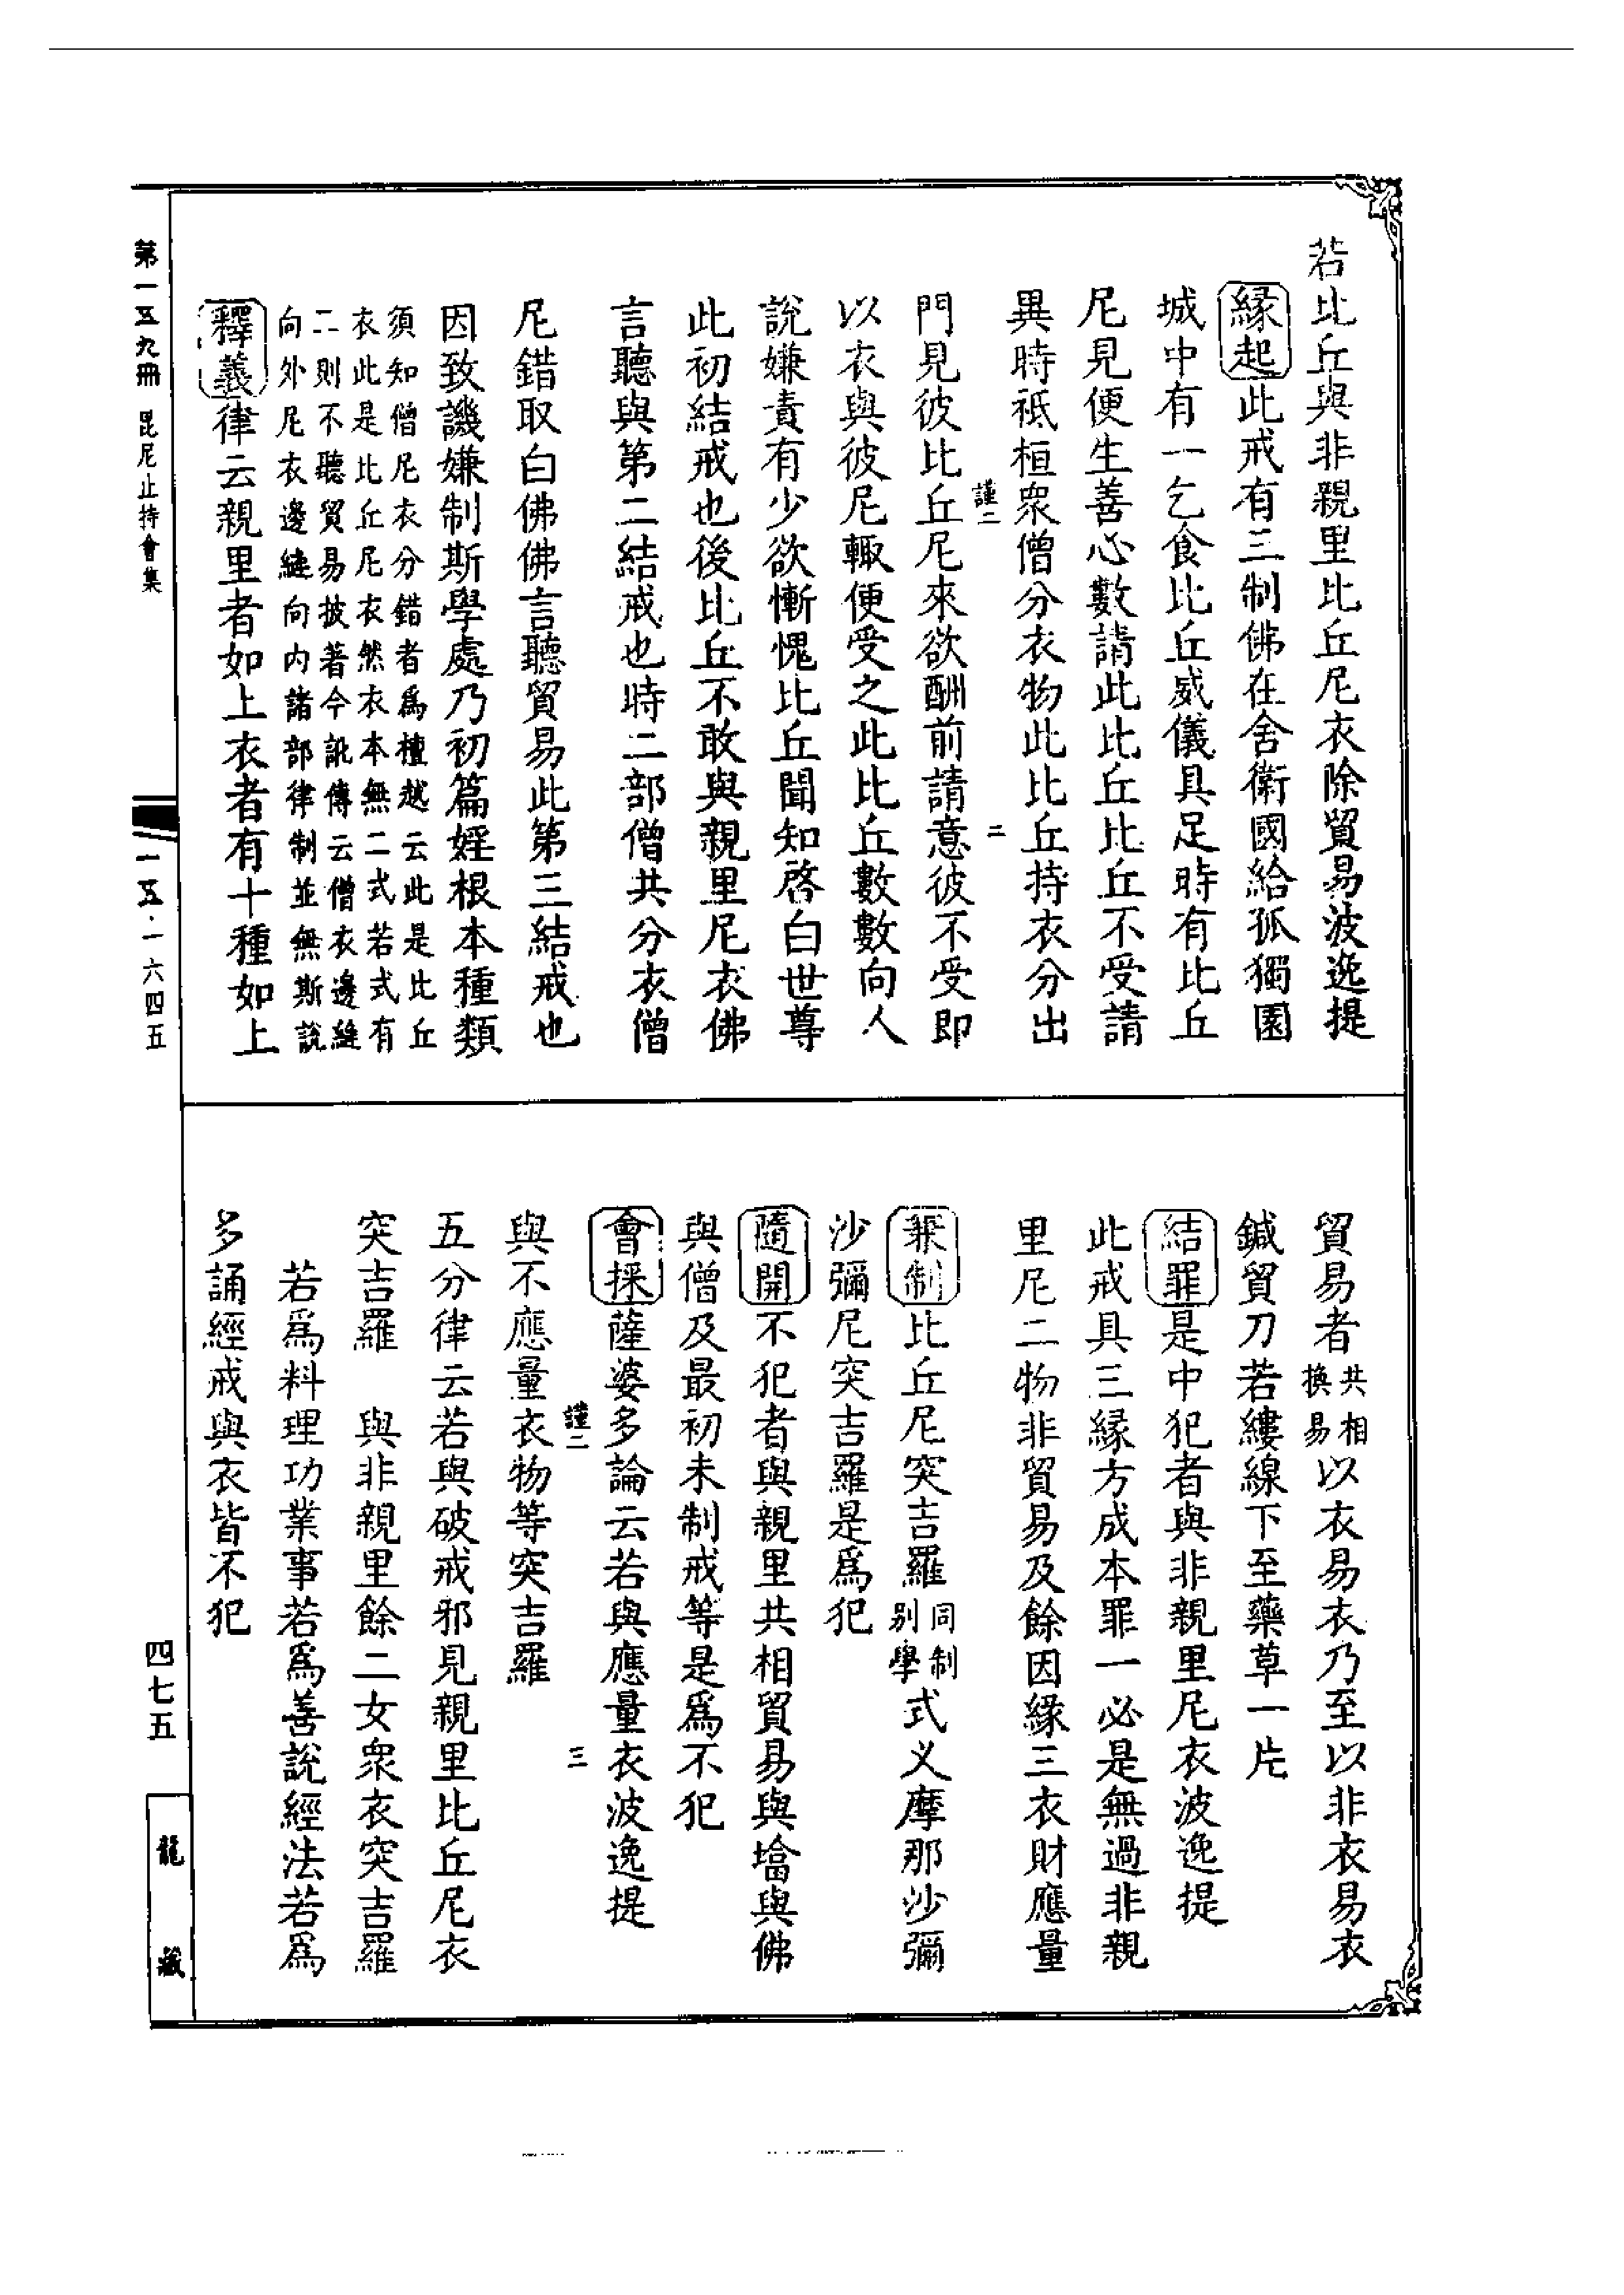 若比丘與非親里比丘尼衣除貿易波逸提
緣起此戒有三制佛在舍衛國給孤獨園
城中有一乞食比丘威儀具足時有比丘
尼見便生善心數請此比丘比丘不受請
異時祇桓眾僧分衣物此比丘持衣分出
謹二 二
門見彼比丘尼來欲酬前請意彼不受即
以衣與彼尼輙便受之此比丘數數向人
說嫌責有少欲慚愧比丘聞知啓白世尊
此初結戒也後比丘不敢與親里尼衣佛
言聽與第二結戒也時二部僧共分衣僧
尼錯取白佛佛言聽貿易此第三結戒也
因致譏嫌制斯學處乃初篇婬根本種類
須知僧尼衣分錯者爲檀越云此是比丘
衣此是比丘尼衣然衣本無二式若式有
二則不聽貿易披著今訛傳云僧衣邊縫
向外尼衣邊縫向内諸部律制並無斯說
釋義律云親里者如上衣者有十種如上
第一五九冊 毘尼止持會集
一五·一六四五
貿易者共相換易以衣易衣乃至以非衣易衣
鍼貿刀若縷線下至藥草一片
結罪是中犯者與非親里尼衣波逸提
此戒具三緣方成本罪一必是無過非親
里尼二物非貿易及餘因緣三衣財應量
兼制比丘尼突吉羅同制别學式叉摩那沙彌
沙彌尼突吉羅是爲犯
隨開不犯者與親里共相貿易與塔與佛
與僧及最初未制戒等是爲不犯
會採薩婆多論云若與應量衣波逸提
謹二 三
與不應量衣物等突吉羅
五分律云若與破戒邪見親里比丘尼衣
突吉羅 與非親里餘二女眾衣突吉羅
若爲料理功業事若爲善說經法若爲
多誦經戒與衣皆不犯
四七五
龍藏